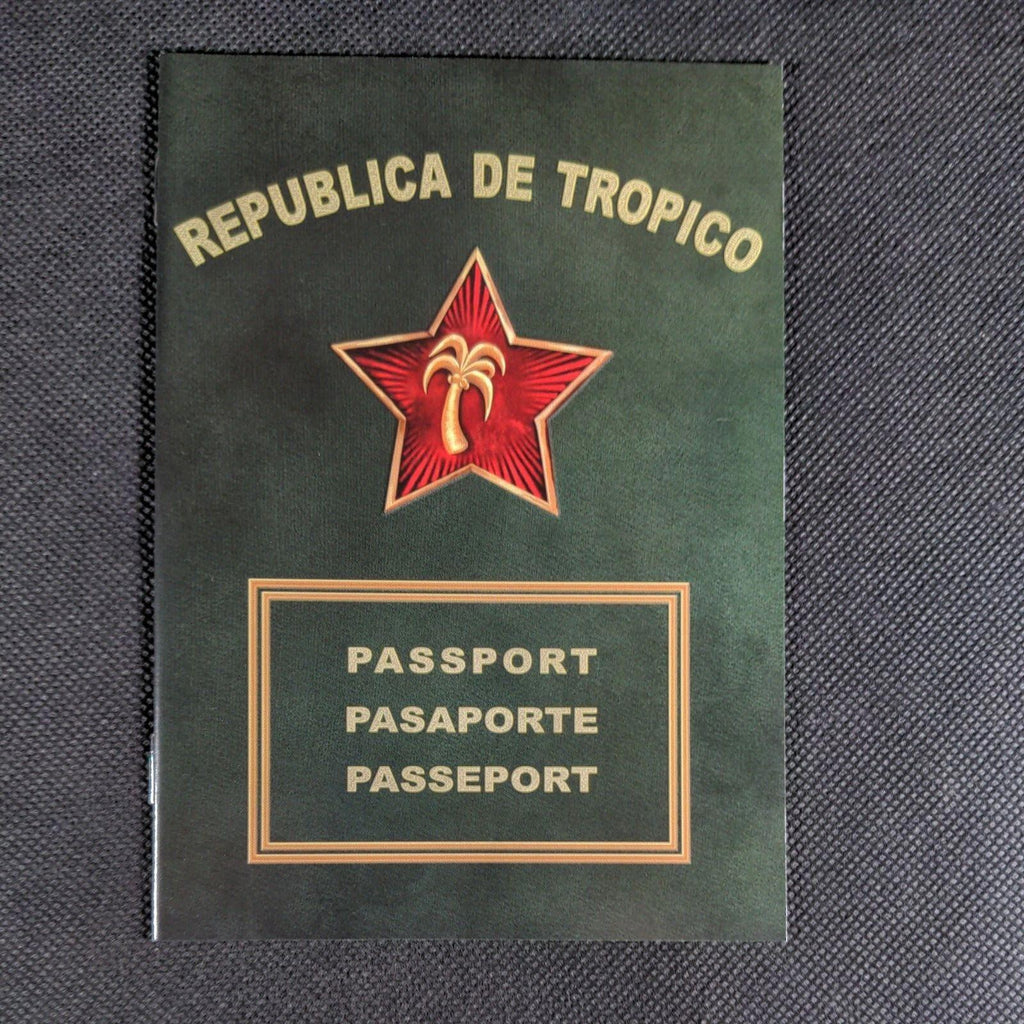 REPUBLICA DE TROPICO
PASSPORT
PASAPORTE
PASSEPORT